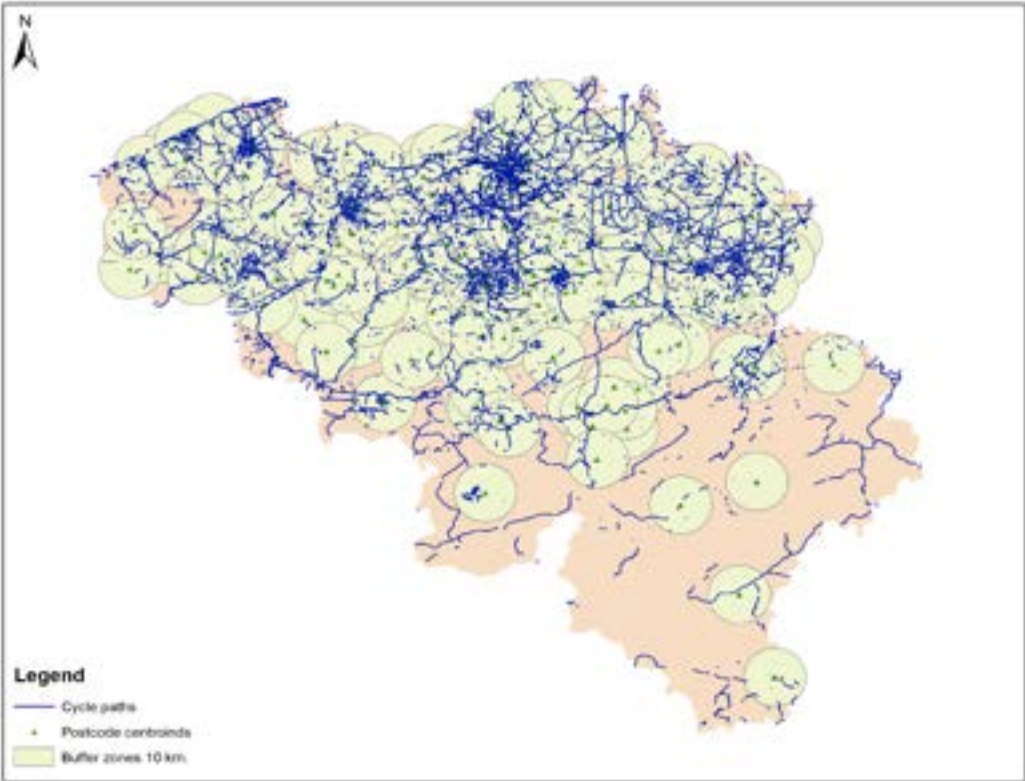 N
Legend
Cycle paths
Postcode centroinds
Buffer zones 10 km.